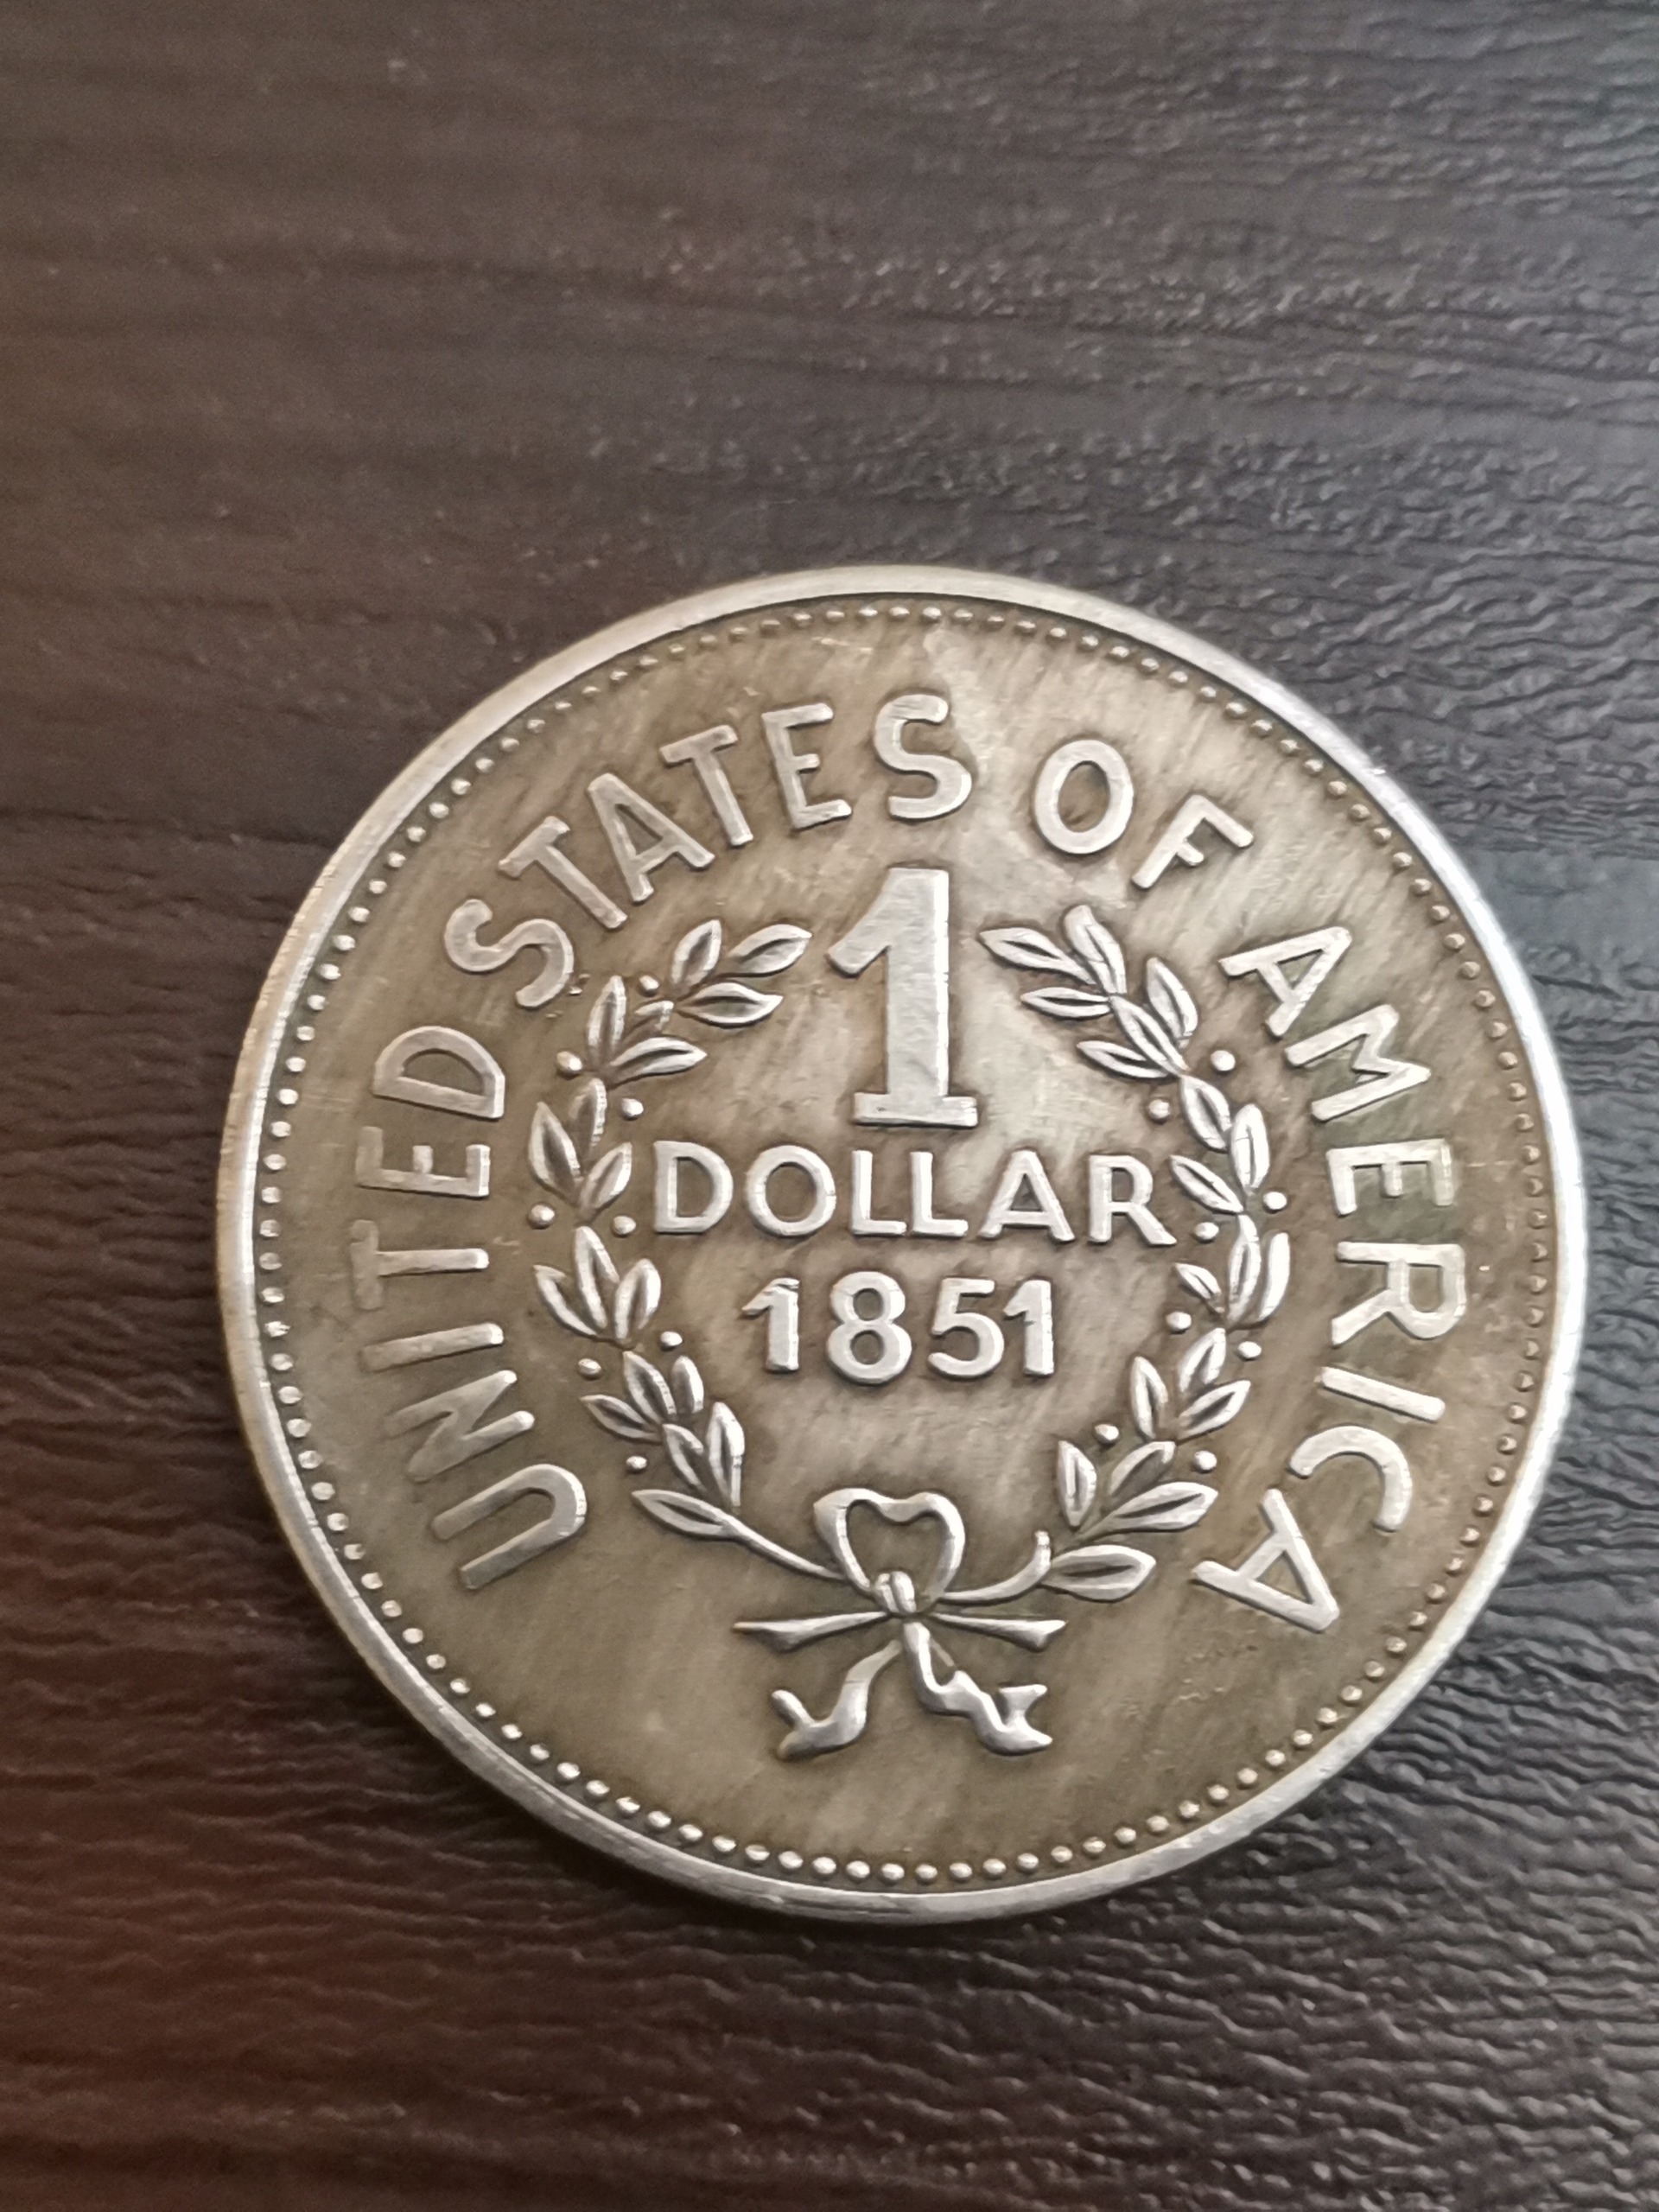 UNITED STATES OF AMERICA
1
DOLLAR
1851